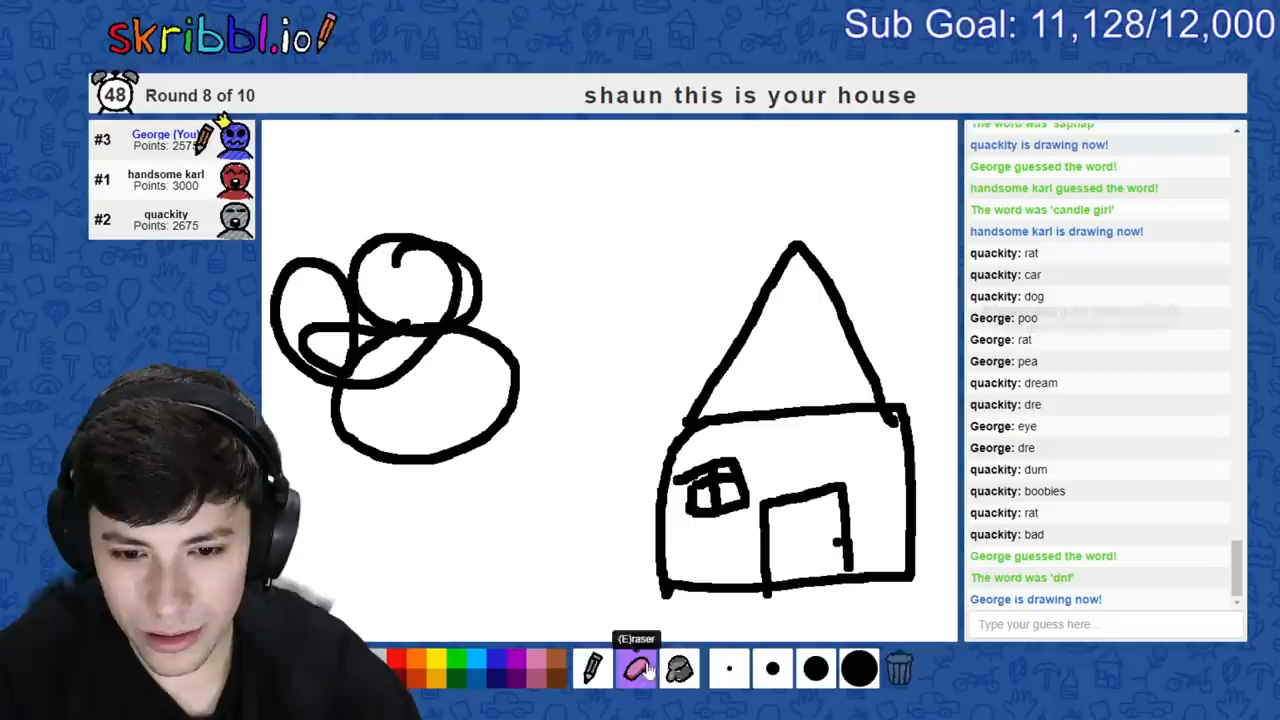 skribbl.io
Sub Goal: 11,128/12,000
48
Round 8 of 10
shaun this is your house
#3
George (You)
Points: 2575
#1
handsome karl
Points: 3000
#2
quackity
Points: 2675
The word was 'sapnap'
quackity is drawing now!
George guessed the word!
handsome karl guessed the word!
The word was 'candle girl'
handsome karl is drawing now!
quackity: rat
quackity: car
quackity: dog
George: poo
George: rat
George: pea
quackity: dream
quackity: dre
George: eye
George: dre
quackity: dum
quackity: boobies
quackity: rat
quackity: bad
George guessed the word!
The word was 'dnf'
George is drawing now!
Type your guess here...
(E)raser